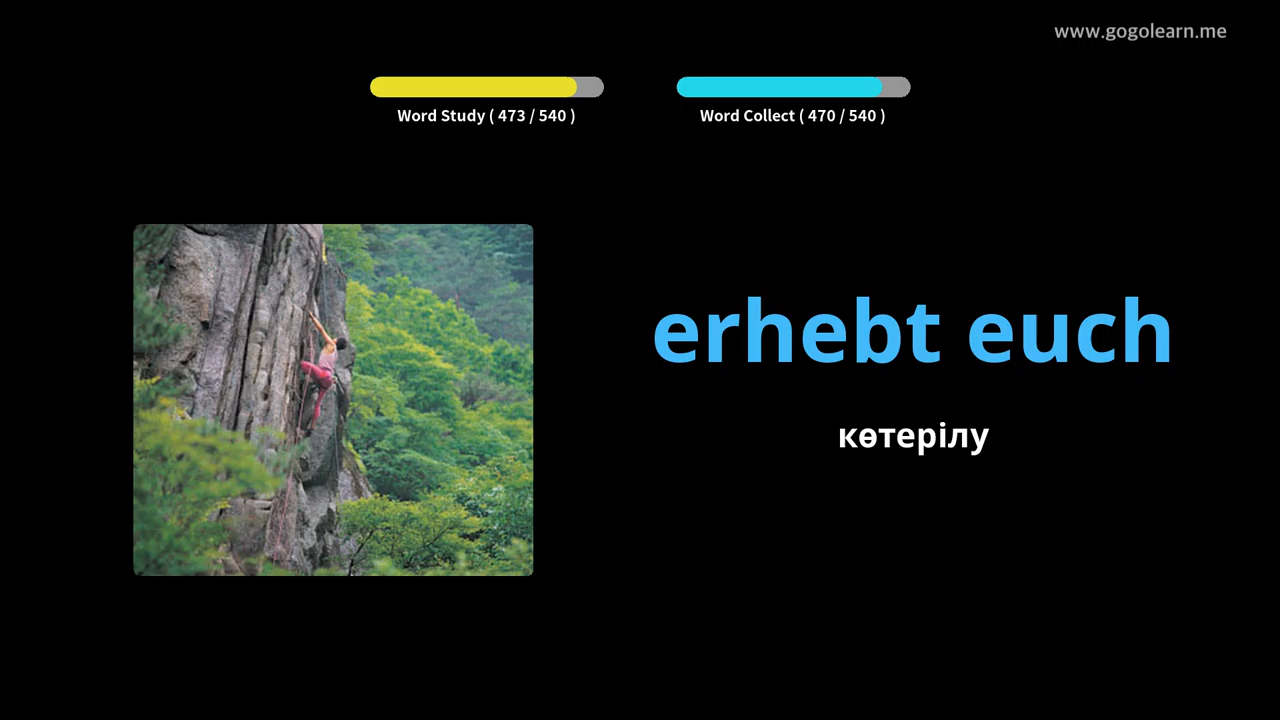 www.gogolearn.me
Word Study ( 473 / 540 )
Word Collect ( 470 / 540 )
erhebt euch
көтерілу